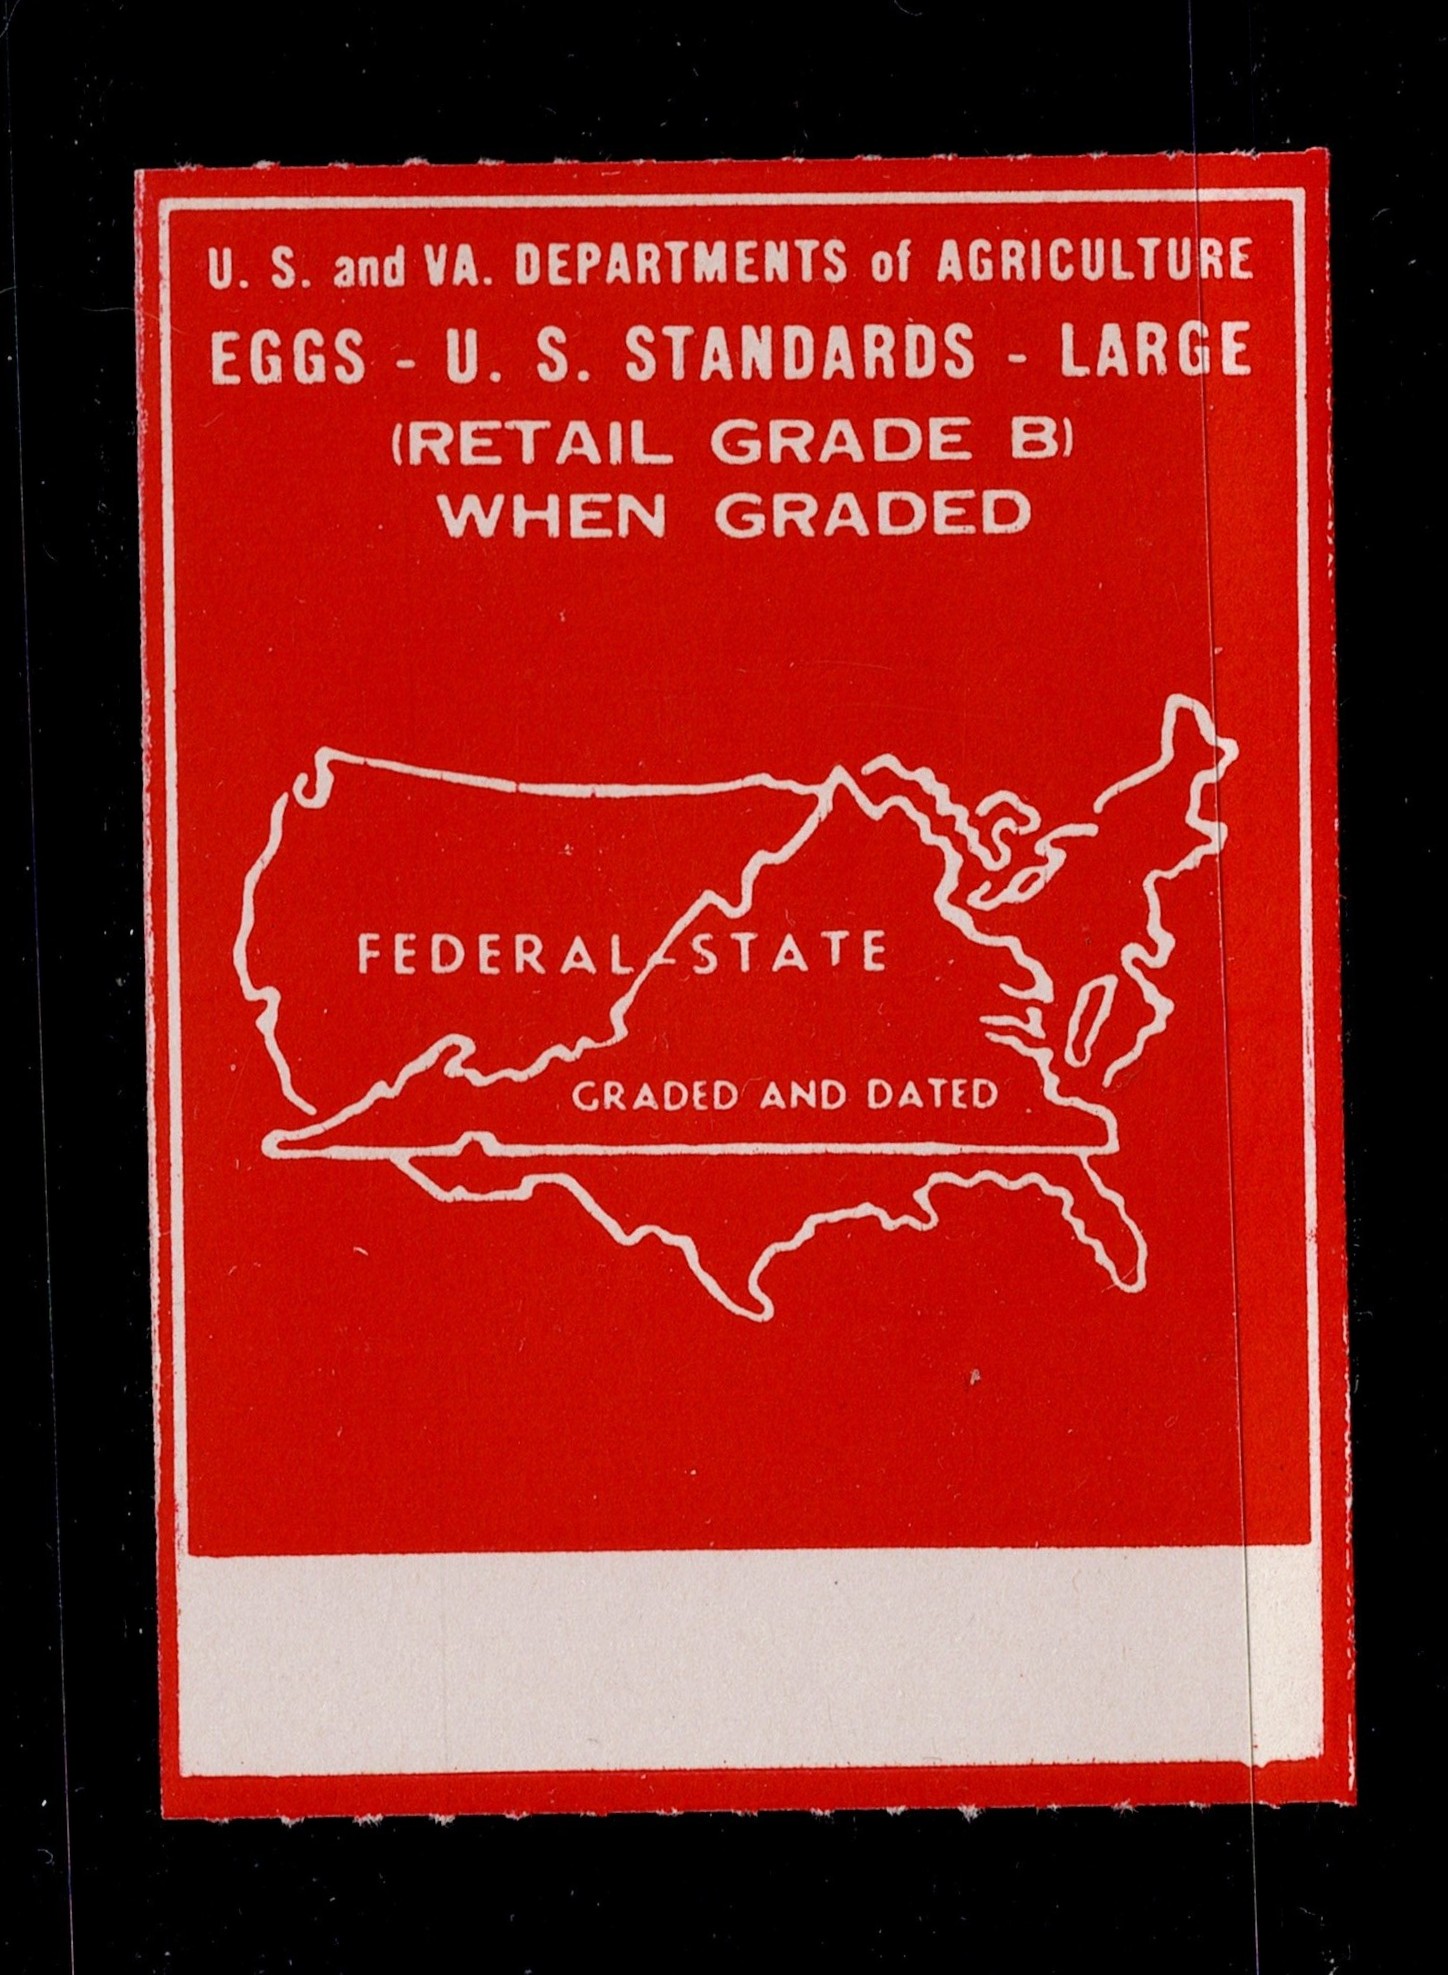 U. S. and VA. DEPARTMENTS of AGRICULTURE
EGGS - U. S. STANDARDS - LARGE
(RETAIL GRADE B)
WHEN GRADED
FEDERAL-STATE
GRADED AND DATED